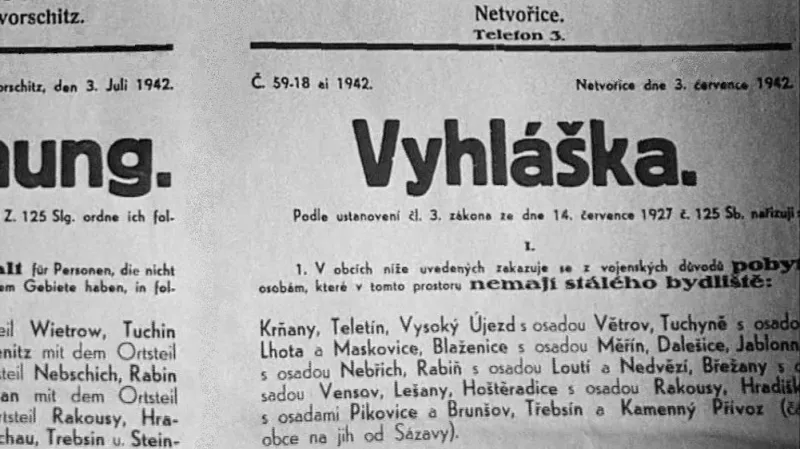 vorschitz.
orschitz, den 3. Juli 1942.
nung.
Z. 125 Slg. ordne ich fol-
alt für Personen, die nicht
em Gebiete haben, in fol-
eil Wietrow, Tuchin
enitz mit dem Ortsteil
steil Nebschich, Rabin
an mit dem Ortsteil
rtsteil Rakousy, Hra-
chau, Trebsin u. Stein-
Netvořice.
Telefon 3.
Č. 59-18 ai 1942.
Netvořice dne 3. července 1942.
Vyhláška.
Podle ustanovení čl. 3. zákona ze dne 14. července 1927 č. 125 Sb. nařizuji
I.
1. V obcích níže uvedených zakazuje se z vojenských důvodů pobyt
osobám, které v tomto prostoru nemají stálého bydliště:
Krňany, Teletín, Vysoký Újezd s osadou Větrov, Tuchyně s osado
Lhota a Maskovice, Blaženice s osadou Měřín, Dalešice, Jablonn
s osadou Nebřich, Rabiň s osadou Loutí a Nedvězí, Břežany s o
sadou Vensov, Lešany, Hoštěradice s osadou Rakousy, Hradišk
s osadami Pikovice a Brunšov, Třebsín a Kamenný Přívoz (čá
obce na jih od Sázavy).